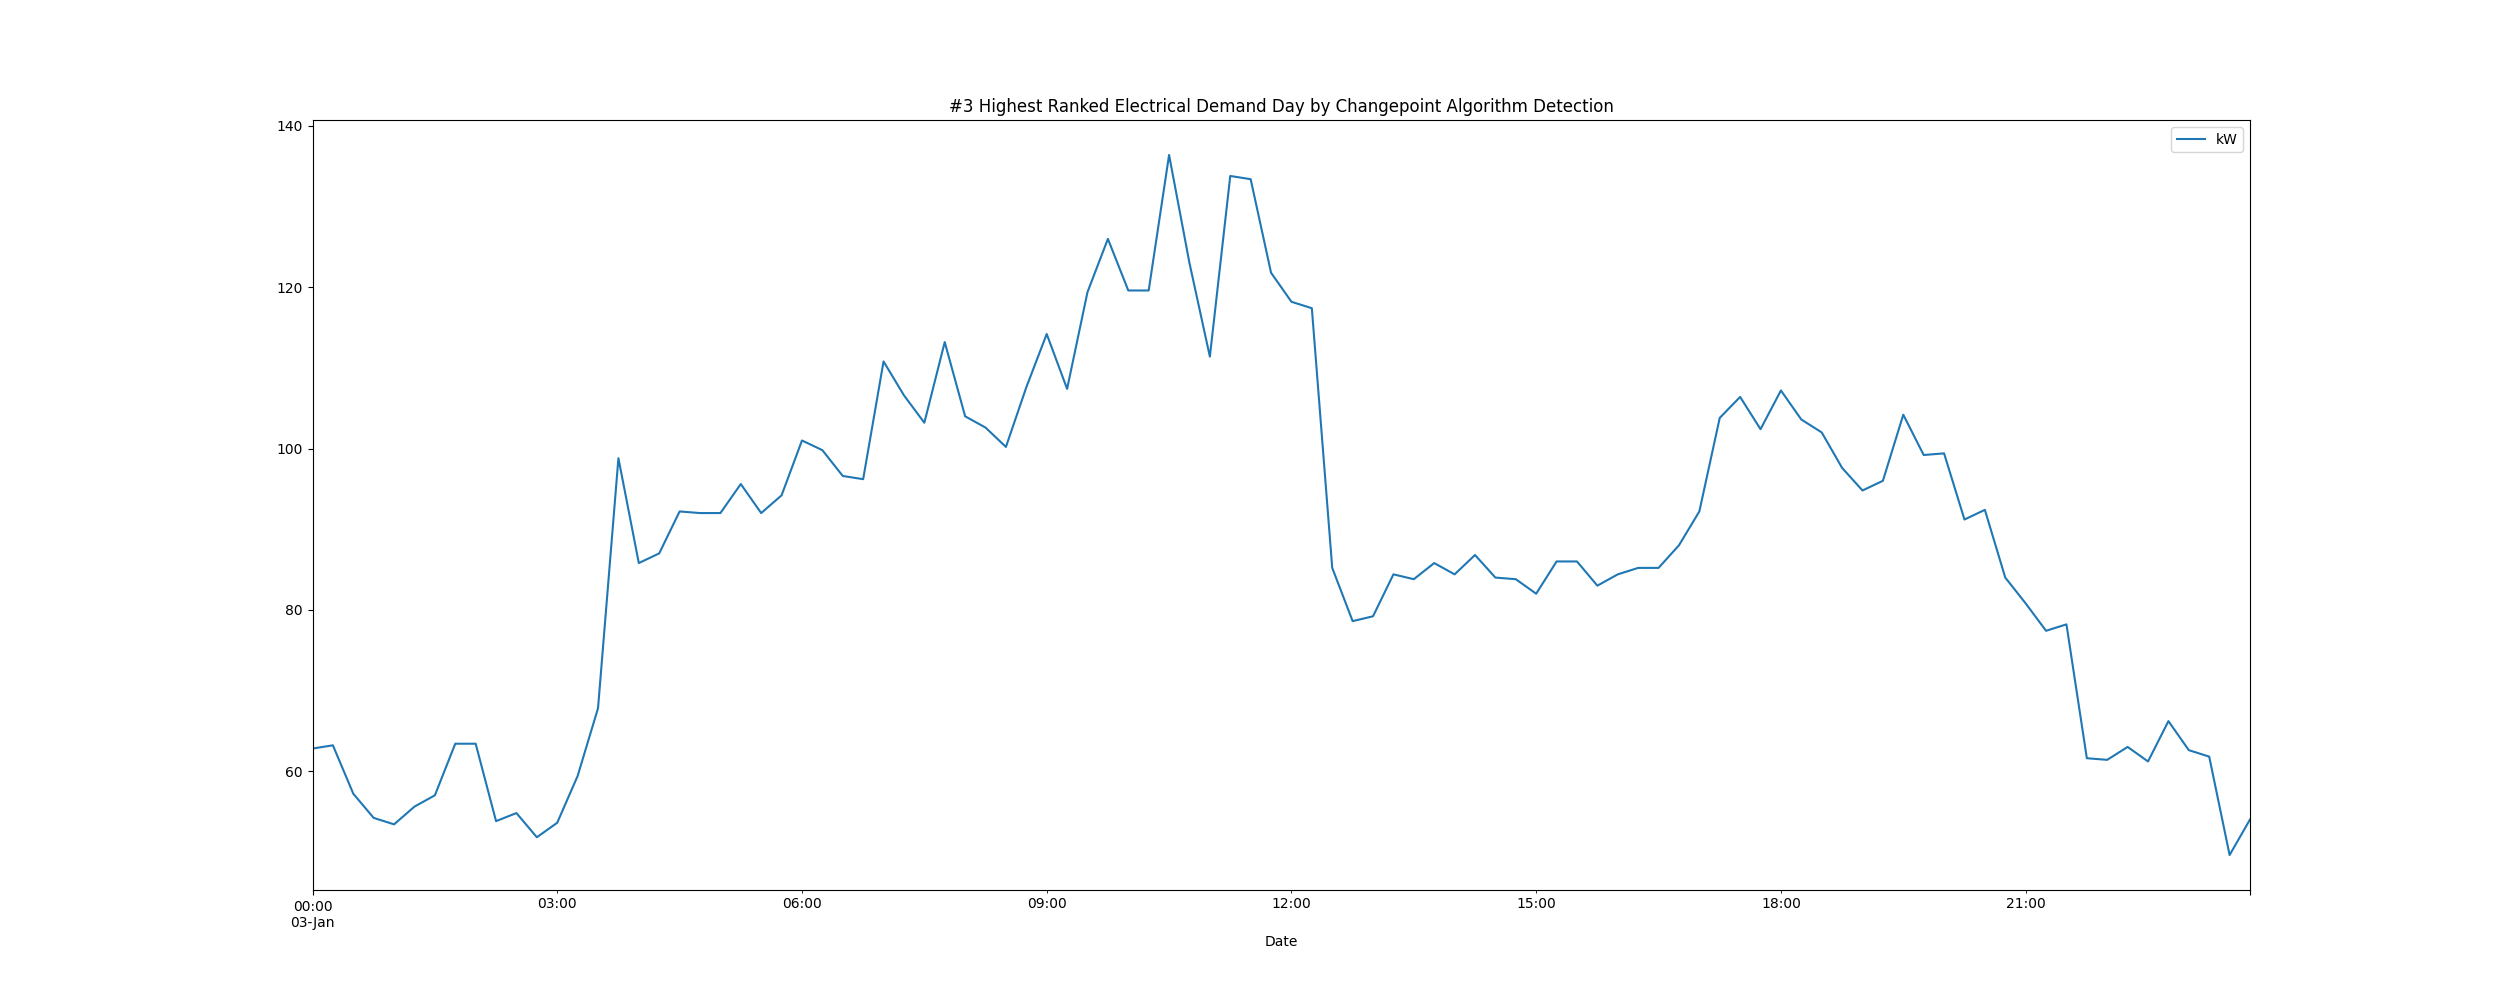 #3 Highest Ranked Electrical Demand Day by Changepoint Algorithm Detection
kW
140
120
100
80
60
00:00 03:00 06:00 09:00 12:00 15:00 18:00 21:00
03-Jan
Date